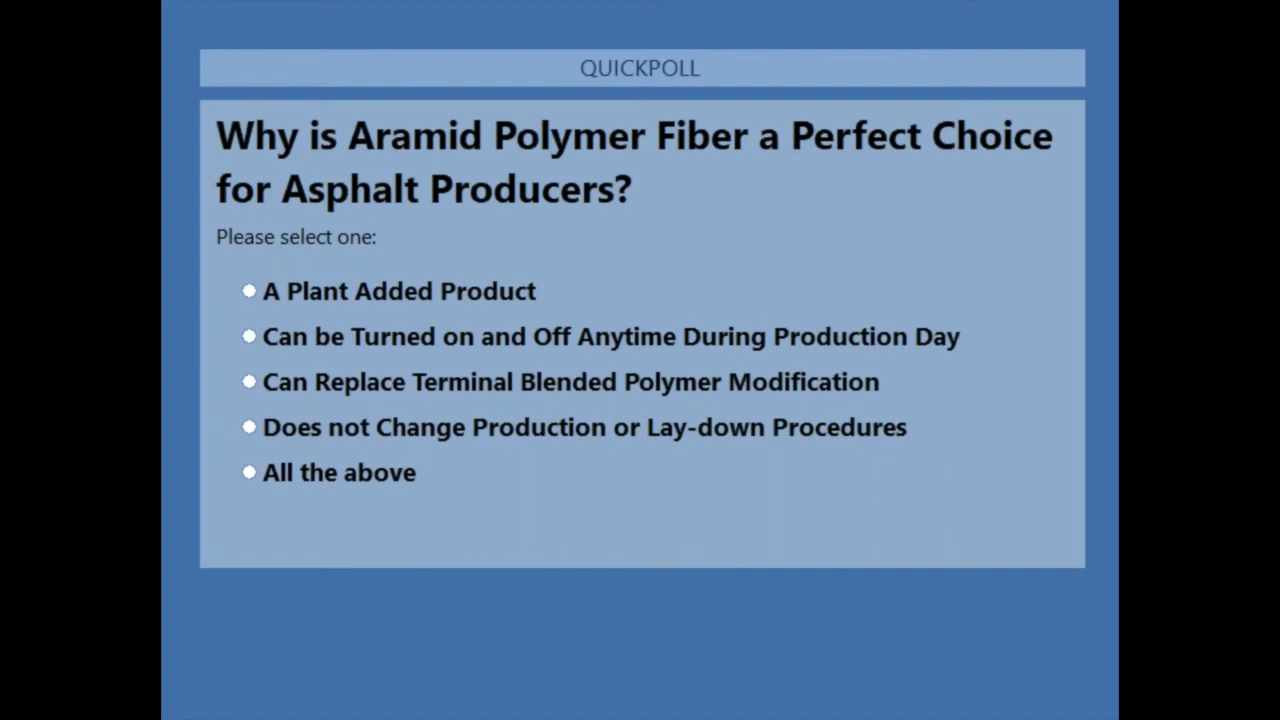 QUICKPOLL
Why is Aramid Polymer Fiber a Perfect Choice
for Asphalt Producers?
Please select one:
A Plant Added Product
Can be Turned on and Off Anytime During Production Day
Can Replace Terminal Blended Polymer Modification
Does not Change Production or Lay-down Procedures
All the above